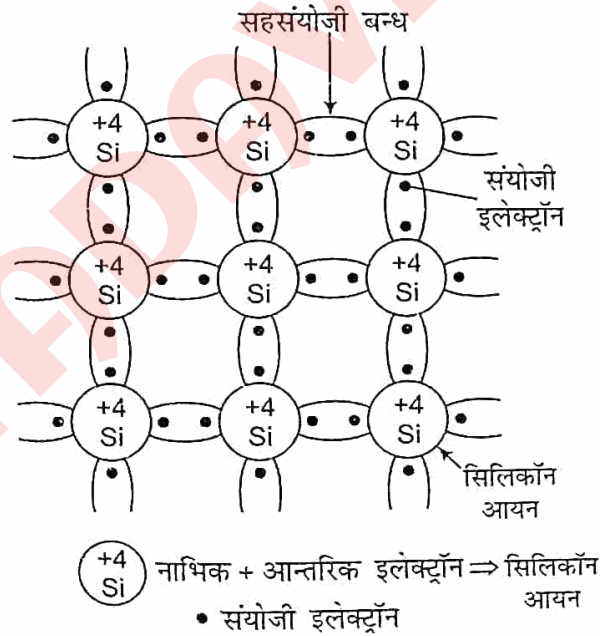 सहसंयोजी बन्ध
+4 Si +4 Si +4 Si
संयोजी
इलेक्ट्रॉन
+4 Si +4 Si +4 Si
+4 Si +4 Si +4 Si
सिलिकॉन
आयन
+4 Si नाभिक + आन्तरिक इलेक्ट्रॉन ⇒ सिलिकॉन
आयन
• संयोजी इलेक्ट्रॉन